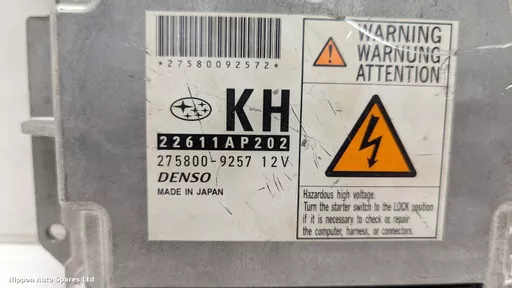 *27580092572*
KH
22611AP202
275800-9257 12V
DENSO
MADE IN JAPAN
WARNING
WARNUNG
ATTENTION
Hazardous high voltage.
Turn the starter switch to the LOCK position
if it is necessary to check or repair
the computer, harness, or connectors.
Nippon Auto Spares Ltd